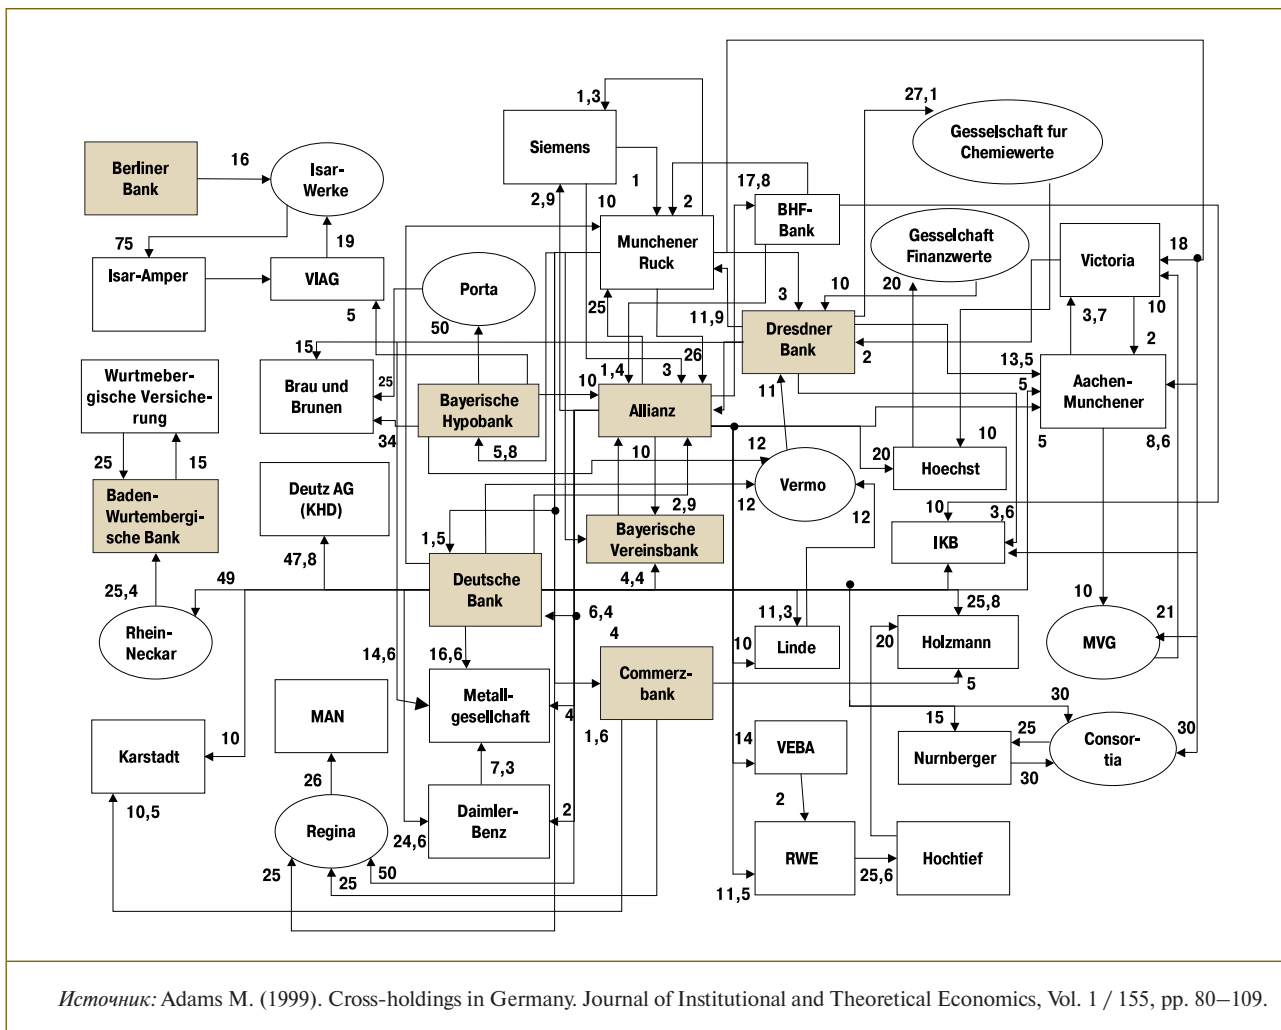 1,3
27,1
Gesselschaft fur
Chemiewerte
Siemens
Berliner
Bank
16
Isar-
Werke
1
2
17,8
2,9
10
BHF-
Bank
Gesselchaft
Finanzwerte
75
19
Munchener
Ruck
18
Victoria
Isar-Amper
VIAG
Porta
10
20
3
10
25
11,9
5
50
3,7
2
Dresdner
Bank
2
15
26
13,5
Wurtmeber-
gische Versiche-
rung
Brau und
Brunen
25
Bayerische
Hypobank
10
1,4
3
11
5
Aachen-
Munchener
Allianz
34
5,8
10
12
10
5
8,6
25
15
20
Hoechst
Deutz AG
(KHD)
Vermo
Baden-
Wurtembergi-
sche Bank
2,9
12
12
10
3,6
1,5
Bayerische
Vereinsbank
IKB
47,8
4,4
25,4
49
Deutsche
Bank
6,4
11,3
25,8
10
21
Rhein-
Neckar
4
10
Linde
20
Holzmann
MVG
14,6
16,6
Commerz-
bank
5
MAN
Metall-
gesellschaft
4
30
10
1,6
14
VEBA
15
25
30
Karstadt
Nurnberger
Consor-
tia
7,3
30
26
10,5
Daimler-
Benz
2
2
Regina
24,6
RWE
Hochtief
25
25
50
11,5
25,6
Источник: Adams M. (1999). Cross-holdings in Germany. Journal of Institutional and Theoretical Economics, Vol. 1 / 155, pp. 80–109.